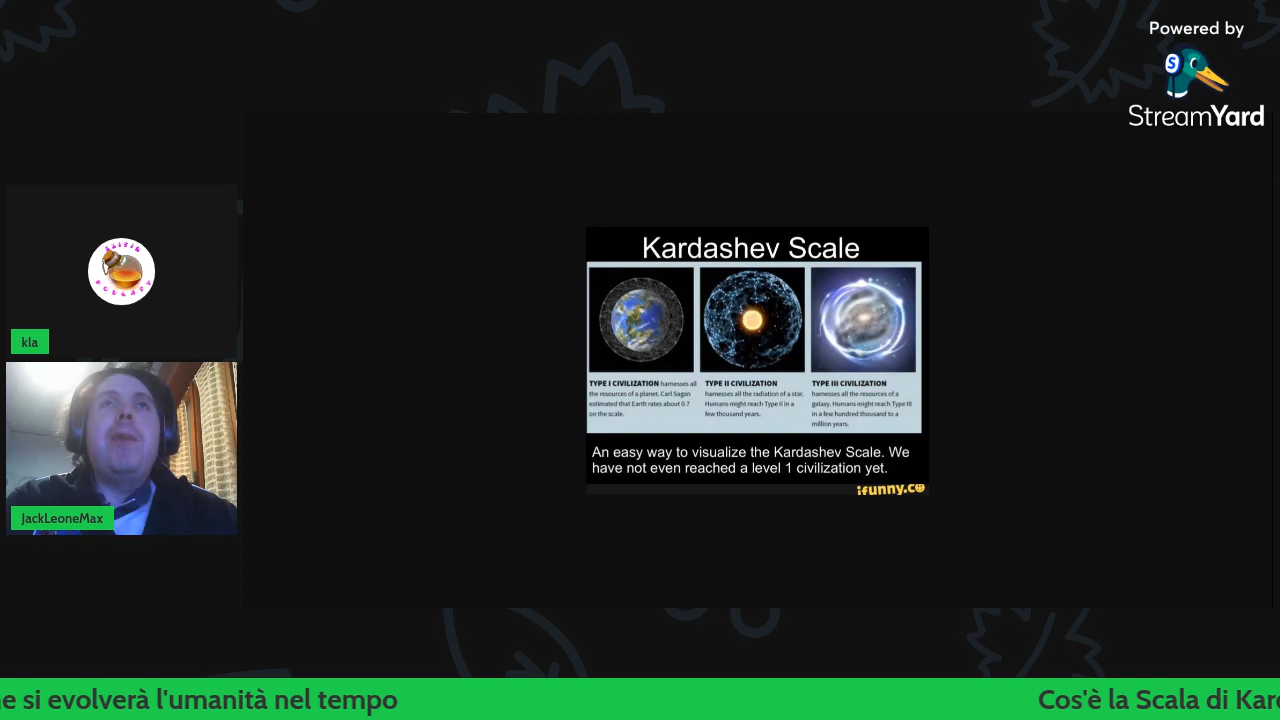 Powered by
StreamYard
Kardashev Scale
TYPE I CIVILIZATION harnesses all
the resources of a planet. Carl Sagan
estimated that Earth rates about 0.7
on the scale.
TYPE II CIVILIZATION
harnesses all the radiation of a star.
Humans might reach Type II in a
few thousand years.
TYPE III CIVILIZATION
harnesses all the resources of a
galaxy. Humans might reach Type III
in a few hundred thousand to a
million years.
An easy way to visualize the Kardashev Scale. We
have not even reached a level 1 civilization yet.
ifunny.co
kla
JackLeoneMax
e si evolverà l'umanità nel tempo
Cos'è la Scala di Kar